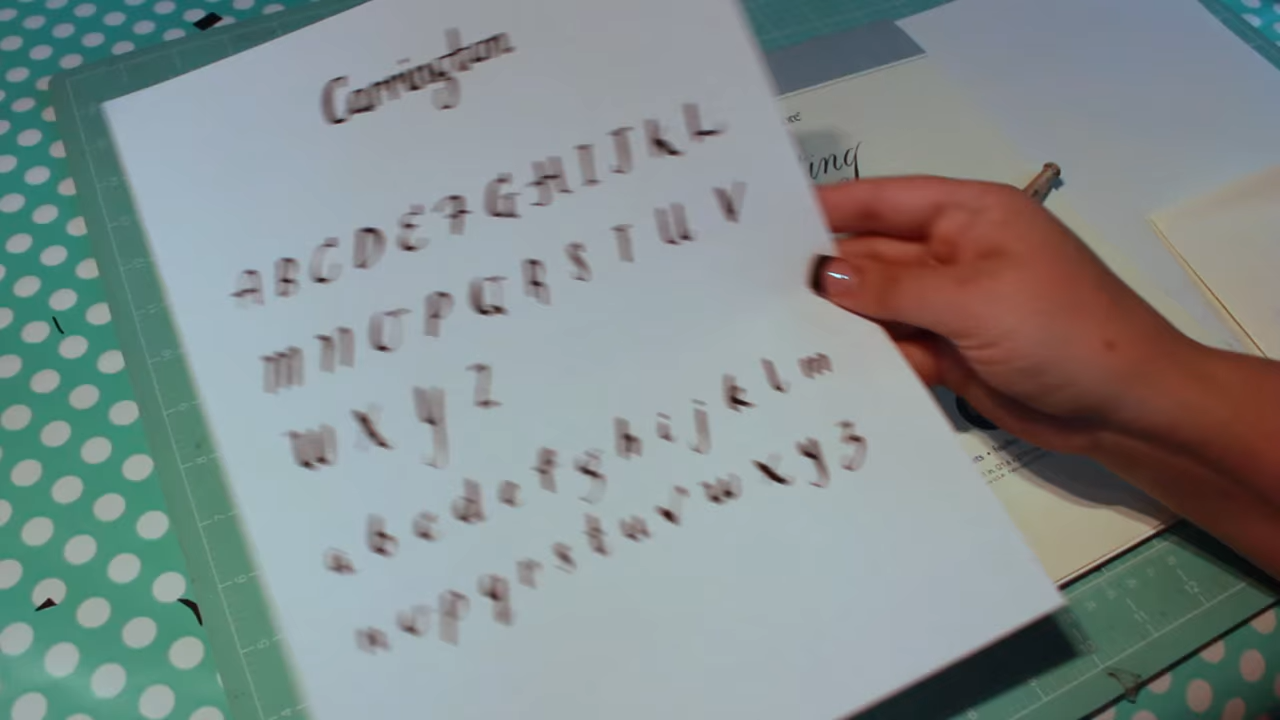 Carrington
A B C D E F G H I J K L
M N O P Q R S T U V
W X Y Z
a b c d e f g h i j k l m
n o p q r s t u v w x y z